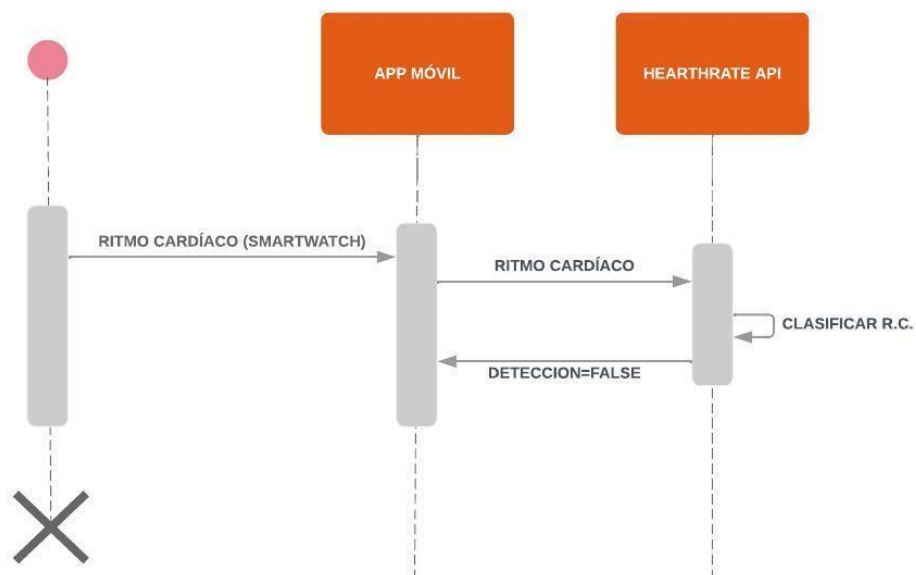 APP MÓVIL
HEARTHRATE API
RITMO CARDÍACO (SMARTWATCH)
RITMO CARDÍACO
CLASIFICAR R.C.
DETECCION=FALSE